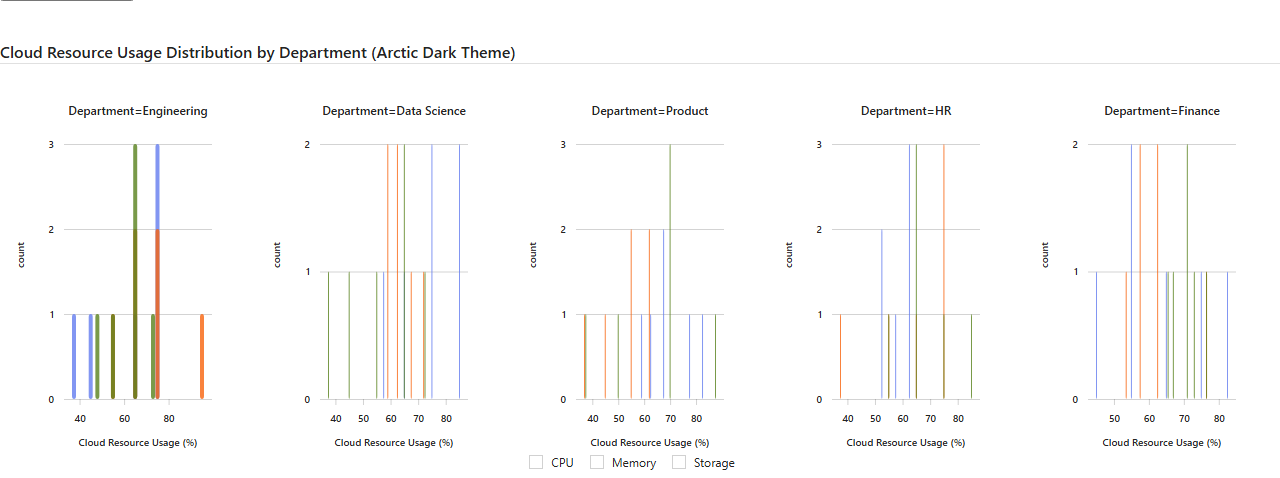 Cloud Resource Usage Distribution by Department (Arctic Dark Theme)
Department=Engineering
Department=Data Science
Department=Product
Department=HR
Department=Finance
3
2
1
0
count
40 60 80
Cloud Resource Usage (%)
2
1
0
count
40 50 60 70 80
Cloud Resource Usage (%)
3
2
1
0
count
40 50 60 70 80
Cloud Resource Usage (%)
3
2
1
0
count
40 50 60 70 80
Cloud Resource Usage (%)
2
1
0
count
50 60 70 80
Cloud Resource Usage (%)
CPU Memory Storage